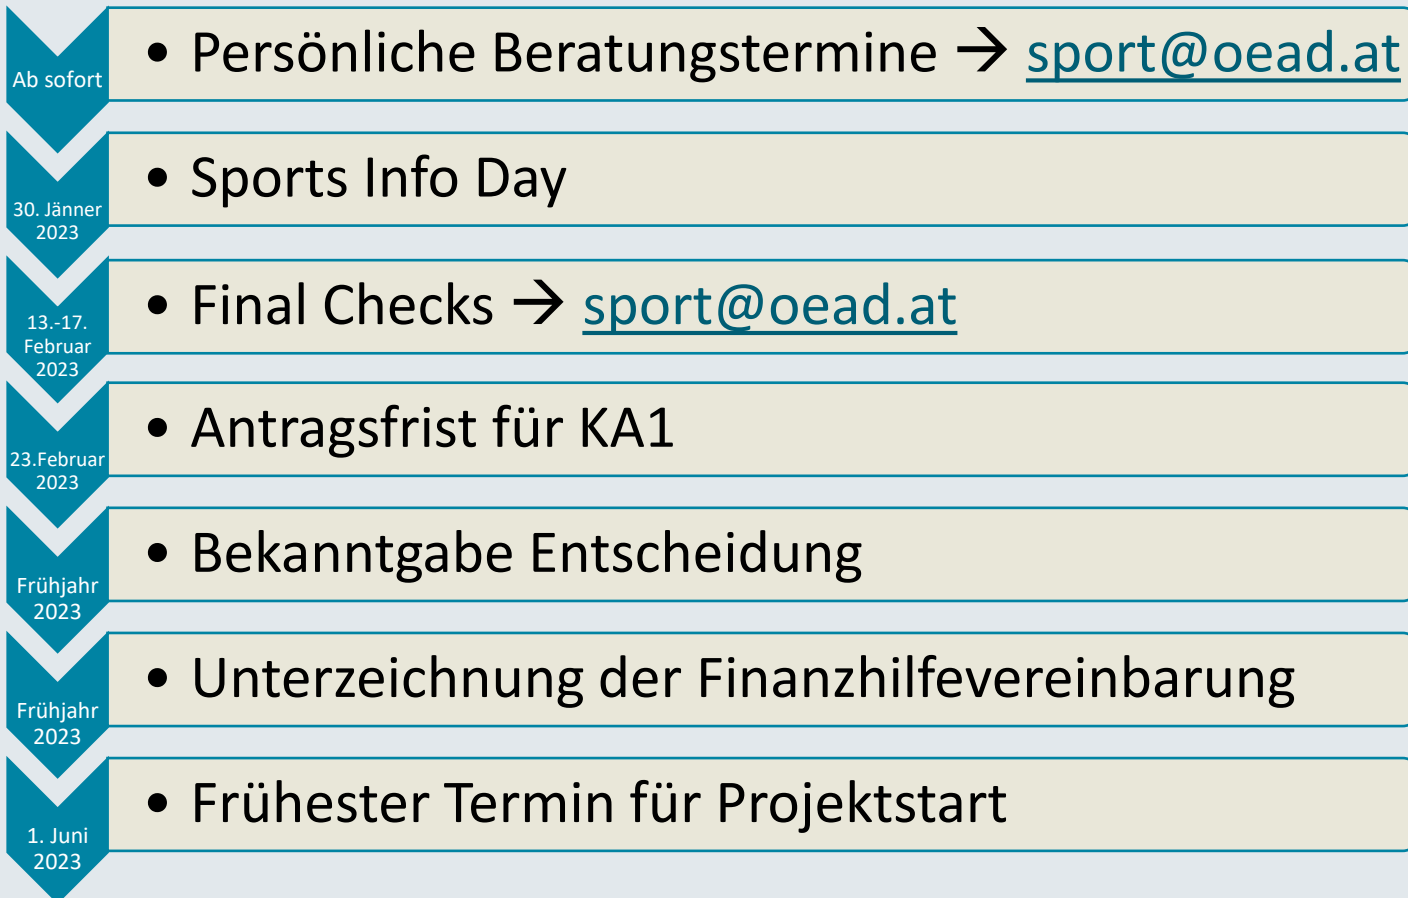 Ab sofort
• Persönliche Beratungstermine → sport@oead.at
30. Jänner
2023
• Sports Info Day
13.-17.
Februar
2023
• Final Checks → sport@oead.at
23.Februar
2023
• Antragsfrist für KA1
Frühjahr
2023
• Bekanntgabe Entscheidung
Frühjahr
2023
• Unterzeichnung der Finanzhilfevereinbarung
1. Juni
2023
• Frühester Termin für Projektstart